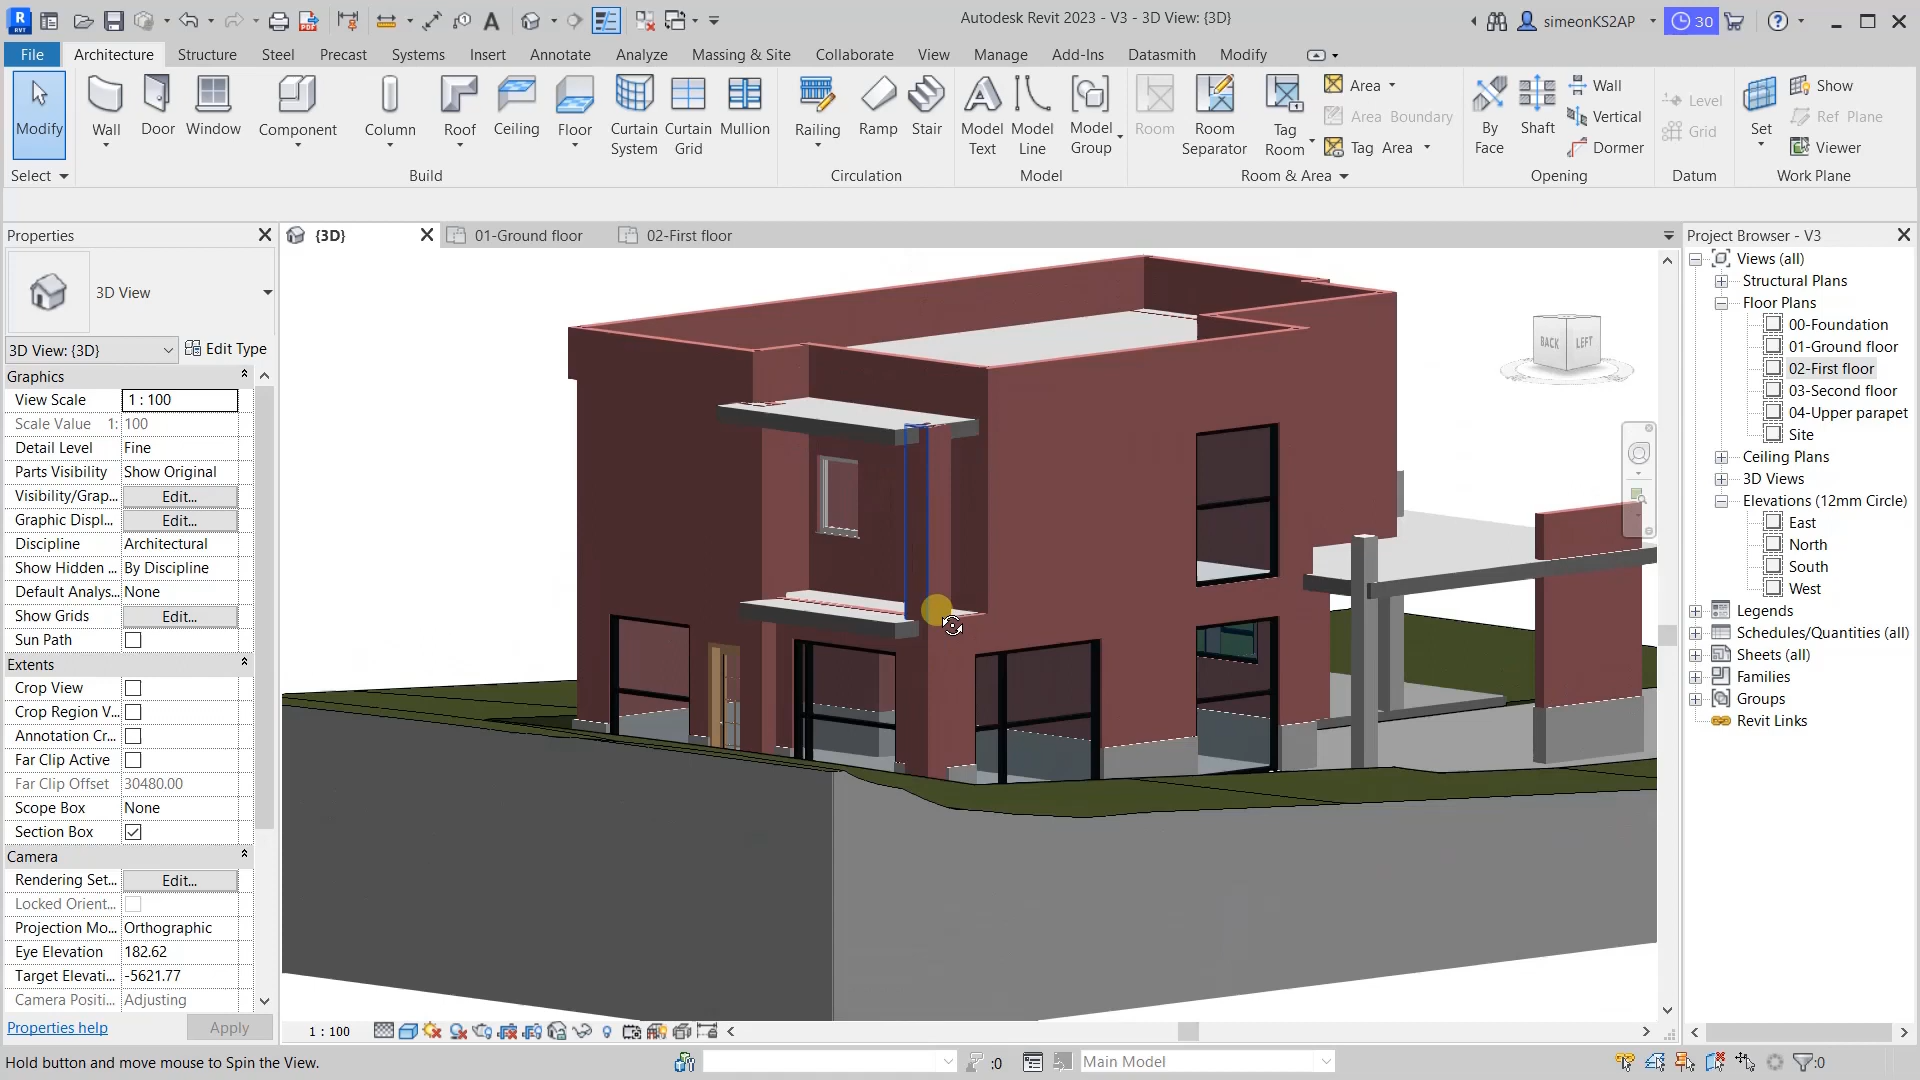 Autodesk Revit 2023 - V3 - 3D View: {3D}
simeonKS2AP
30
File
Architecture
Structure
Steel
Precast
Systems
Insert
Annotate
Analyze
Massing & Site
Collaborate
View
Manage
Add-Ins
Datasmith
Modify
Modify
Wall
Door
Window
Component
Column
Roof
Ceiling
Floor
Curtain System
Curtain Grid
Mullion
Railing
Ramp
Stair
Model Text
Model Line
Model Group
Room
Room Separator
Tag Room
Area
Area Boundary
Tag Area
By Face
Shaft
Wall
Vertical
Dormer
Level
Grid
Set
Show
Ref Plane
Viewer
Select
Build
Circulation
Model
Room & Area
Opening
Datum
Work Plane
Properties
{3D}
01-Ground floor
02-First floor
Project Browser - V3
3D View
3D View: {3D}
Edit Type
Graphics
View Scale 1 : 100
Scale Value 1: 100
Detail Level Fine
Parts Visibility Show Original
Visibility/Grap... Edit...
Graphic Displ... Edit...
Discipline Architectural
Show Hidden ... By Discipline
Default Analys... None
Show Grids Edit...
Sun Path
Extents
Crop View
Crop Region V...
Annotation Cr...
Far Clip Active
Far Clip Offset 30480.00
Scope Box None
Section Box
Camera
Rendering Set... Edit...
Locked Orient...
Projection Mo... Orthographic
Eye Elevation 182.62
Target Elevati... -5621.77
Camera Positi... Adjusting
Properties help
Apply
BACK
LEFT
Views (all)
Structural Plans
Floor Plans
00-Foundation
01-Ground floor
02-First floor
03-Second floor
04-Upper parapet
Site
Ceiling Plans
3D Views
Elevations (12mm Circle)
East
North
South
West
Legends
Schedules/Quantities (all)
Sheets (all)
Families
Groups
Revit Links
1 : 100
Hold button and move mouse to Spin the View.
:0
Main Model
:0